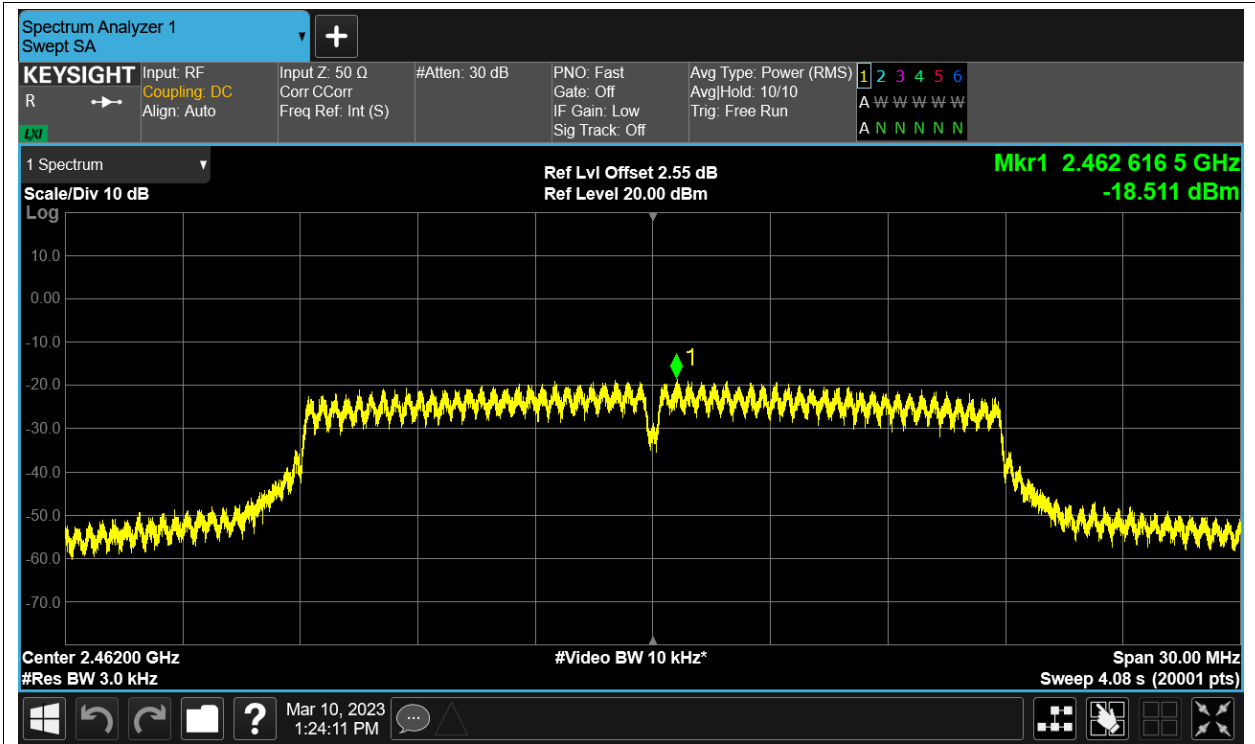 Spectrum Analyzer 1
Swept SA
KEYSIGHT
R
LXI
Input: RF
Coupling: DC
Align: Auto
Input Z: 50 Ω
Corr CCorr
Freq Ref: Int (S)
#Atten: 30 dB
PNO: Fast
Gate: Off
IF Gain: Low
Sig Track: Off
Avg Type: Power (RMS)
Avg|Hold: 10/10
Trig: Free Run
1 2 3 4 5 6
A W W W W W
A N N N N N
1 Spectrum
Scale/Div 10 dB
Log
Ref Lvl Offset 2.55 dB
Ref Level 20.00 dBm
Mkr1 2.462 616 5 GHz
-18.511 dBm
10.0
0.00
-10.0
1
-20.0
-30.0
-40.0
-50.0
-60.0
-70.0
Center 2.46200 GHz
#Res BW 3.0 kHz
#Video BW 10 kHz*
Span 30.00 MHz
Sweep 4.08 s (20001 pts)
?
Mar 10, 2023
1:24:11 PM